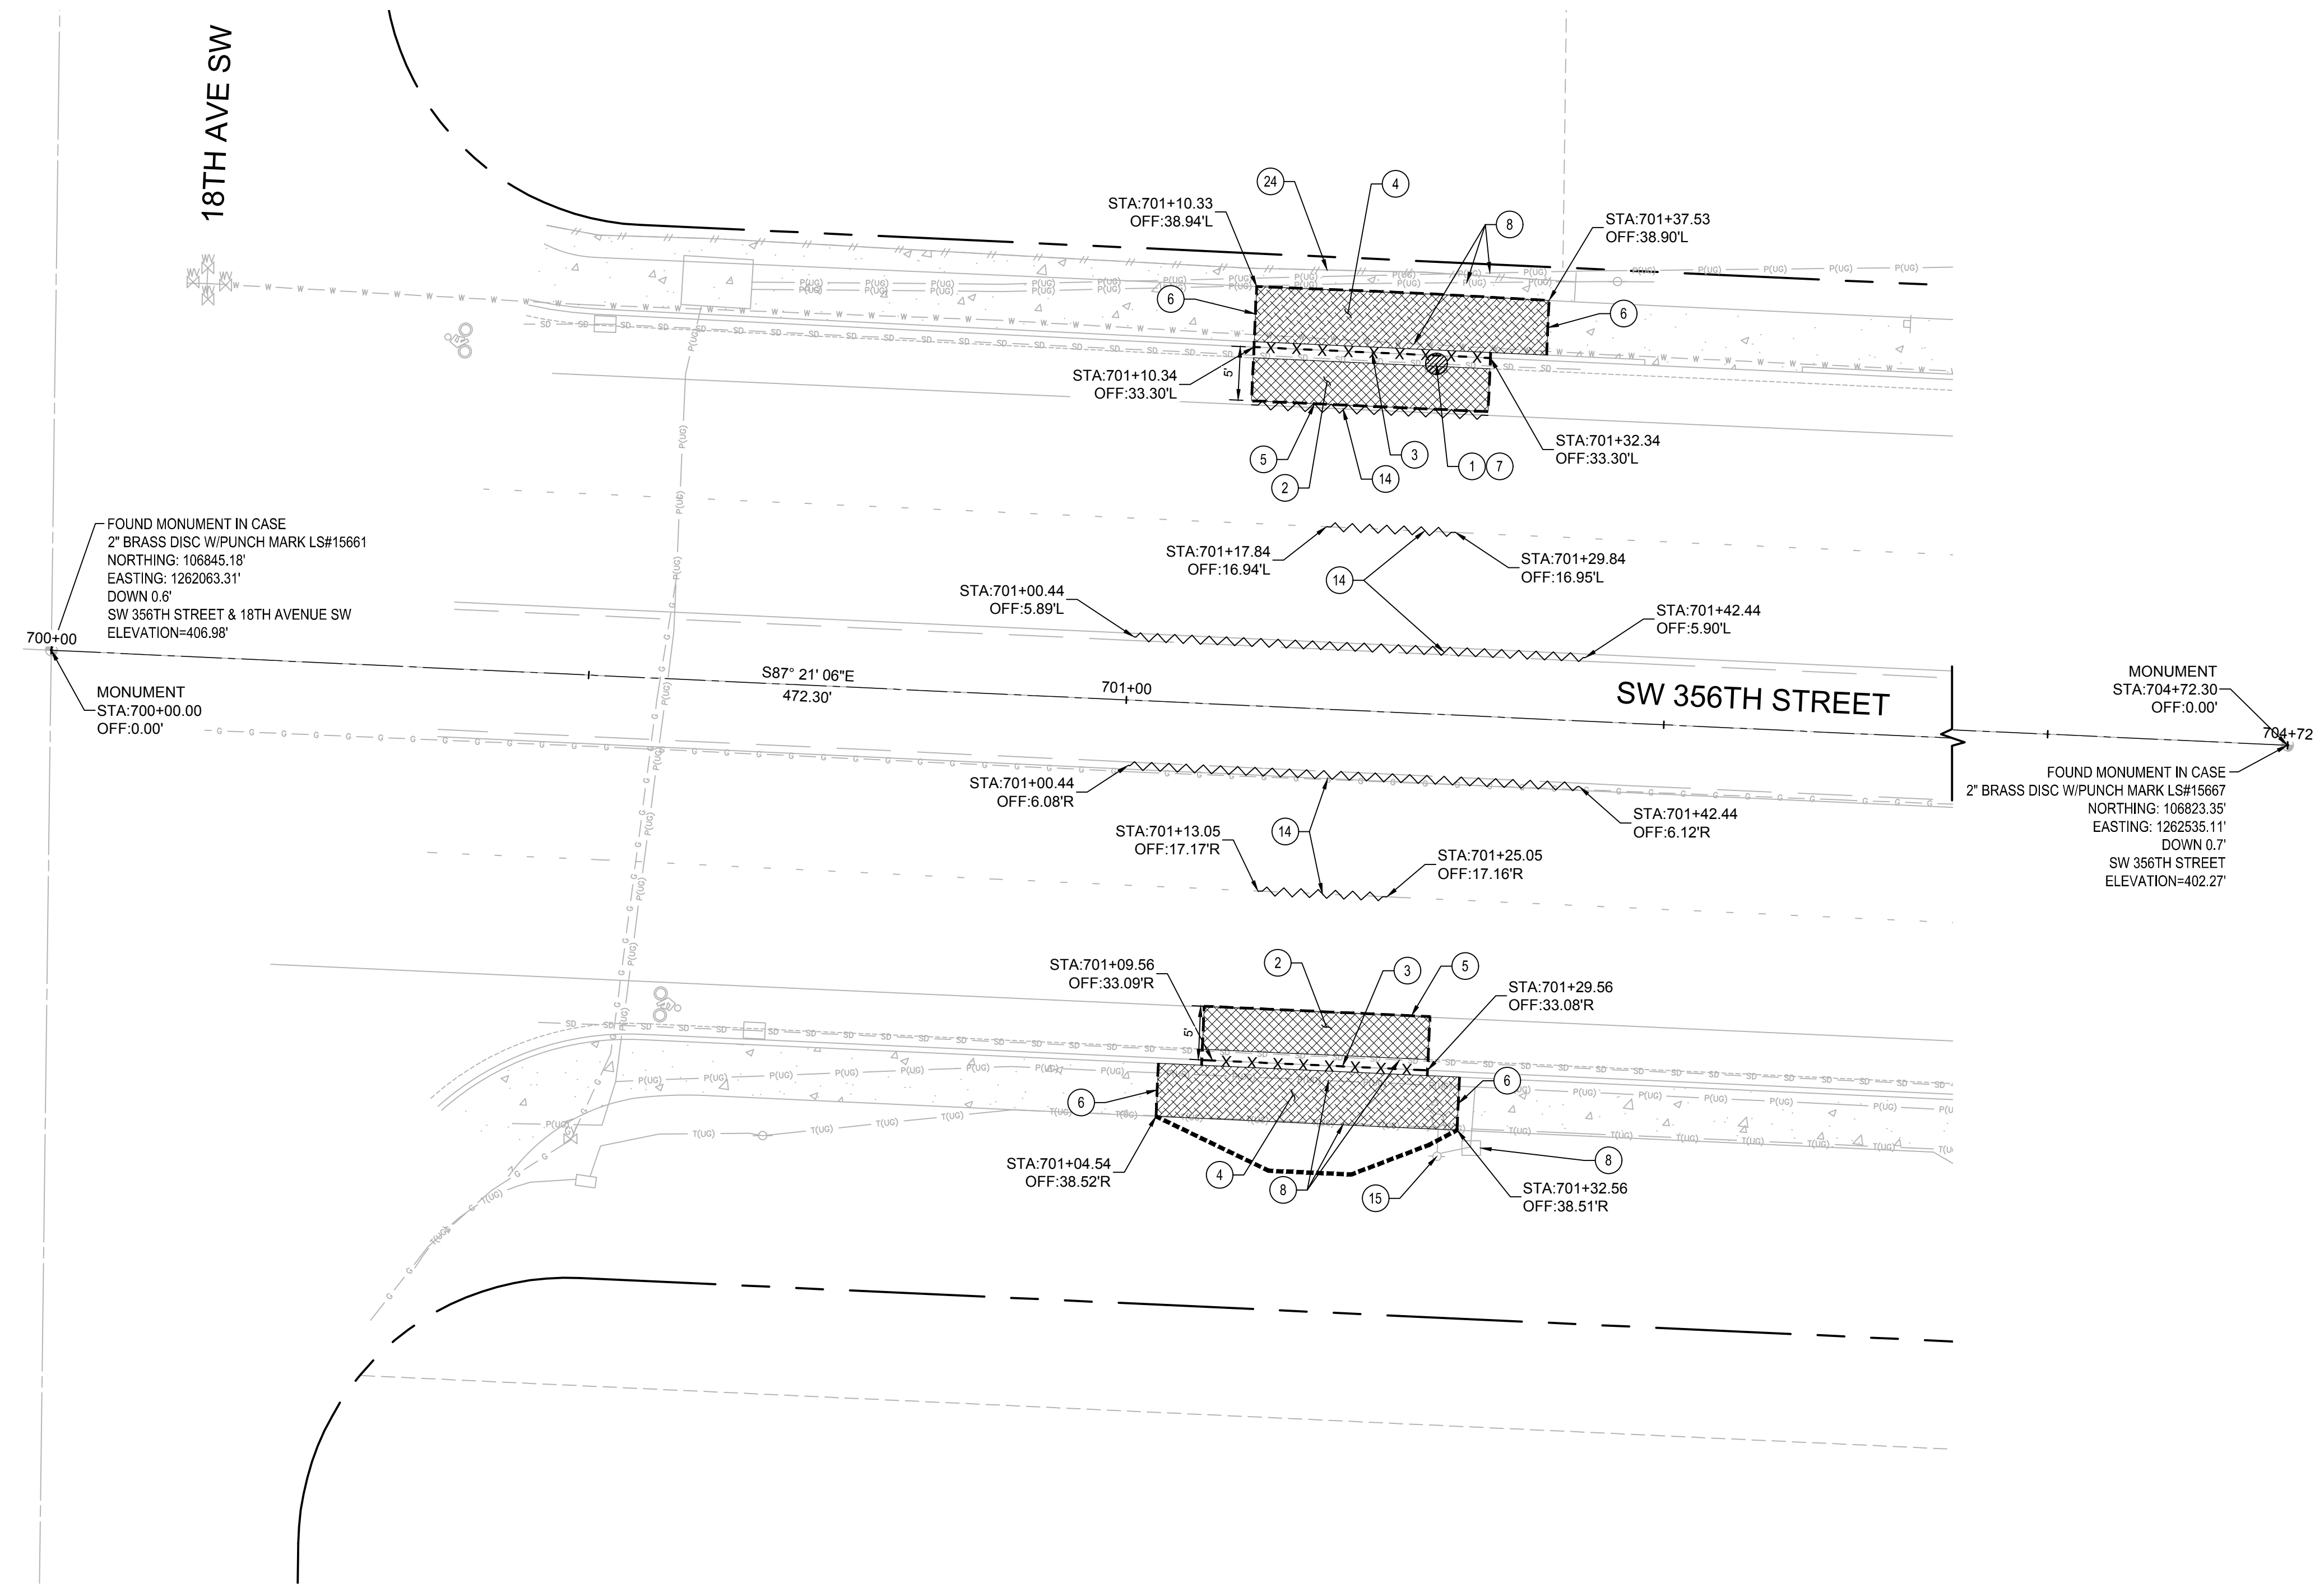 18TH AVE SW
24
4
8
STA:701+10.33
OFF:38.94'L
STA:701+37.53
OFF:38.90'L
6
6
STA:701+10.34
OFF:33.30'L
5'
STA:701+32.34
OFF:33.30'L
5
2
14
3
1
7
FOUND MONUMENT IN CASE
2" BRASS DISC W/PUNCH MARK LS#15661
NORTHING: 106845.18'
EASTING: 1262063.31'
DOWN 0.6'
SW 356TH STREET & 18TH AVENUE SW
ELEVATION=406.98'
STA:701+17.84
OFF:16.94'L
14
STA:701+29.84
OFF:16.95'L
STA:701+00.44
OFF:5.89'L
STA:701+42.44
OFF:5.90'L
700+00
MONUMENT
STA:700+00.00
OFF:0.00'
S87° 21' 06"E
472.30'
701+00
SW 356TH STREET
MONUMENT
STA:704+72.30
OFF:0.00'
704+72
FOUND MONUMENT IN CASE
2" BRASS DISC W/PUNCH MARK LS#15667
NORTHING: 106823.35'
EASTING: 1262535.11'
DOWN 0.7'
SW 356TH STREET
ELEVATION=402.27'
STA:701+00.44
OFF:6.08'R
STA:701+42.44
OFF:6.12'R
STA:701+13.05
OFF:17.17'R
14
STA:701+25.05
OFF:17.16'R
STA:701+09.56
OFF:33.09'R
2
3
5
STA:701+29.56
OFF:33.08'R
5'
6
6
STA:701+04.54
OFF:38.52'R
4
8
15
8
STA:701+32.56
OFF:38.51'R